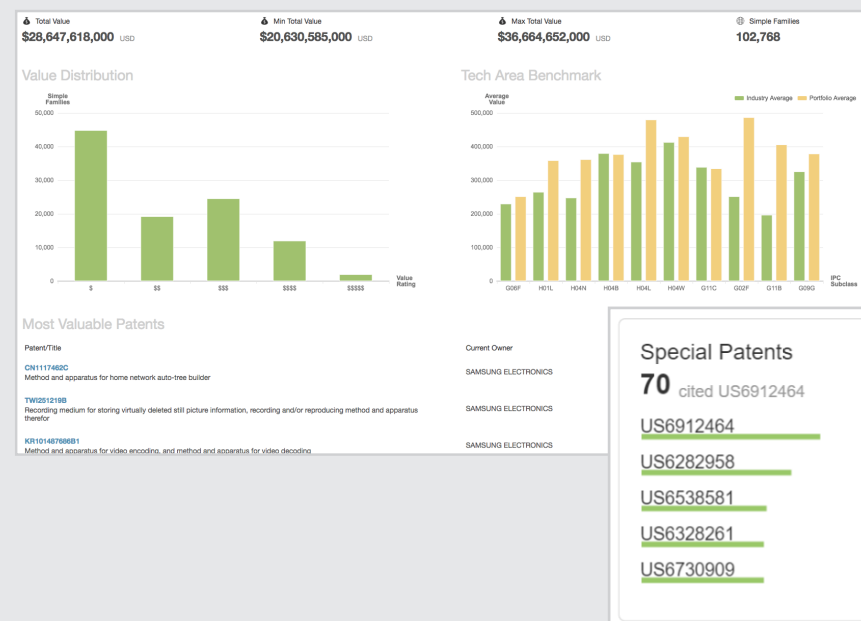 Total Value
$28,647,618,000 USD
Min Total Value
$20,630,585,000 USD
Max Total Value
$36,664,652,000 USD
Simple Families
102,768
Value Distribution
Simple
Families
50,000
40,000
30,000
20,000
10,000
0
$ $$ $$$ $$$$ $$$$$
Value
Rating
Tech Area Benchmark
Average
Value
Industry Average Portfolio Average
500,000
400,000
300,000
200,000
100,000
0
G06F H01L H04N H04B H04L H04W G11C G02F G11B G09G
IPC
Subclass
Most Valuable Patents
Patent/Title Current Owner
CN1117462C
Method and apparatus for home network auto-tree builder
SAMSUNG ELECTRONICS
TWI251219B
Recording medium for storing virtually deleted still picture information, recording and/or reproducing method and apparatus
therefor
SAMSUNG ELECTRONICS
KR101487686B1
Method and apparatus for video encoding, and method and apparatus for video decoding
SAMSUNG ELECTRONICS
Special Patents
70 cited US6912464
US6912464
US6282958
US6538581
US6328261
US6730909